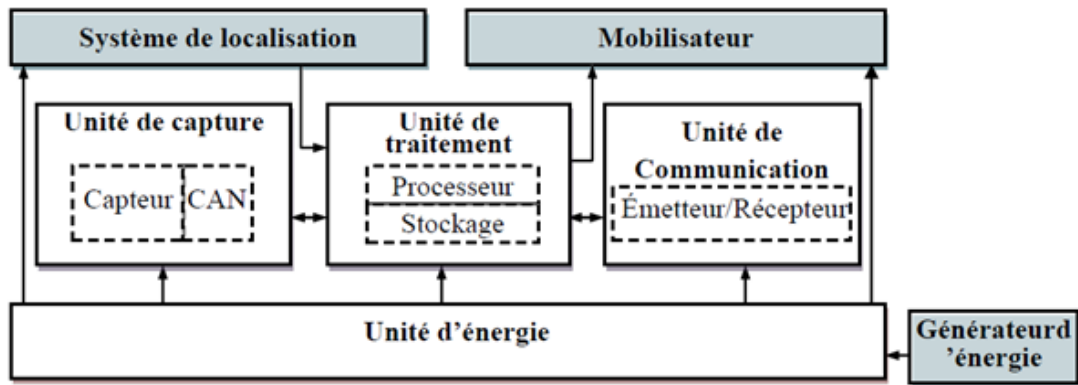 Système de localisation
Mobilisateur
Unité de capture
Capteur
CAN
Unité de
traitement
Processeur
Stockage
Unité de
Communication
Émetteur/Récepteur
Unité d’énergie
Générateurd
’énergie